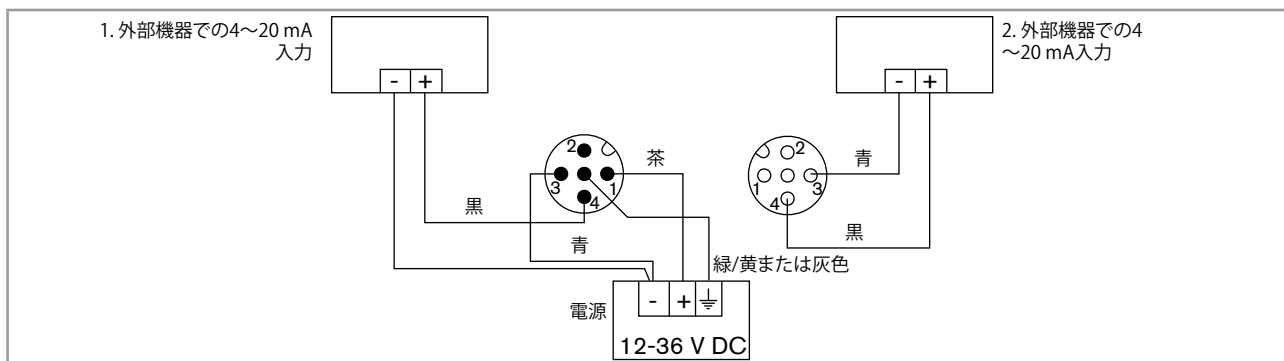 1. 外部機器での4〜20 mA
入力
- +
2. 外部機器での4
〜20 mA入力
- +
2
3
1
4
茶
黒
青
緑/黄または灰色
2
1
3
4
青
黒
電源
- +
12-36 V DC